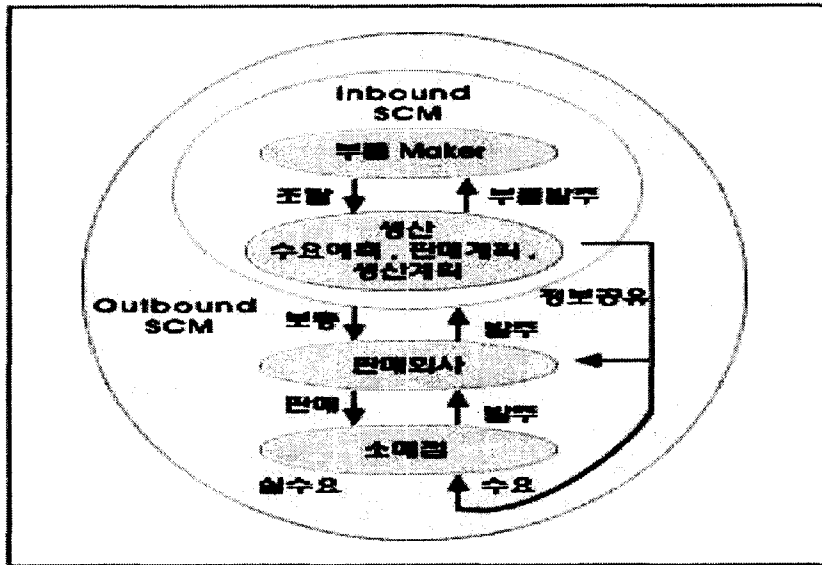 Inbound
SCM
부품 Maker
조달
부품발주
생산
수요예측 , 판매계획 ,
생산계획
정보공유
Outbound
SCM
보충
발주
판매회사
판매
발주
소매점
실수요
수요